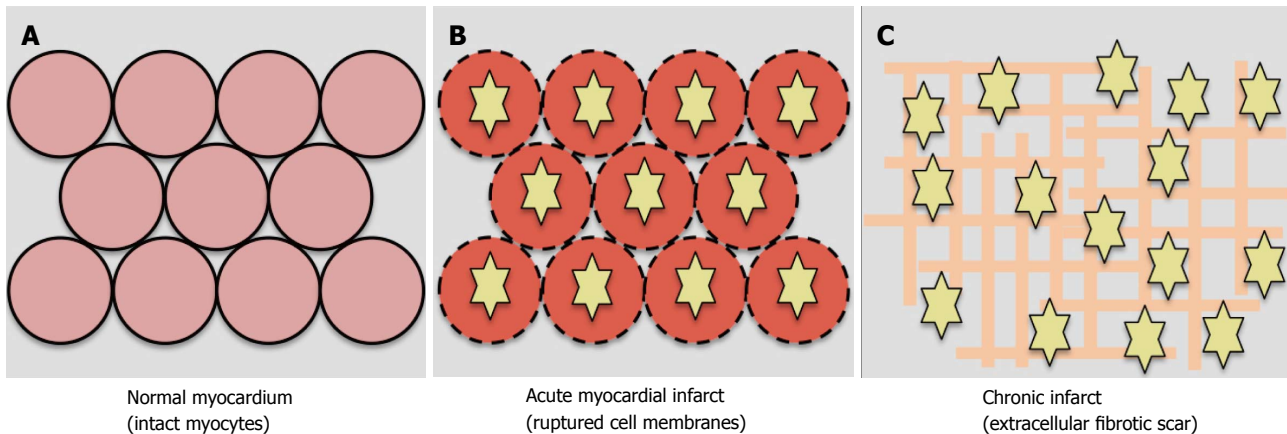 A
B
C
Normal myocardium
(intact myocytes)
Acute myocardial infarct
(ruptured cell membranes)
Chronic infarct
(extracellular fibrotic scar)